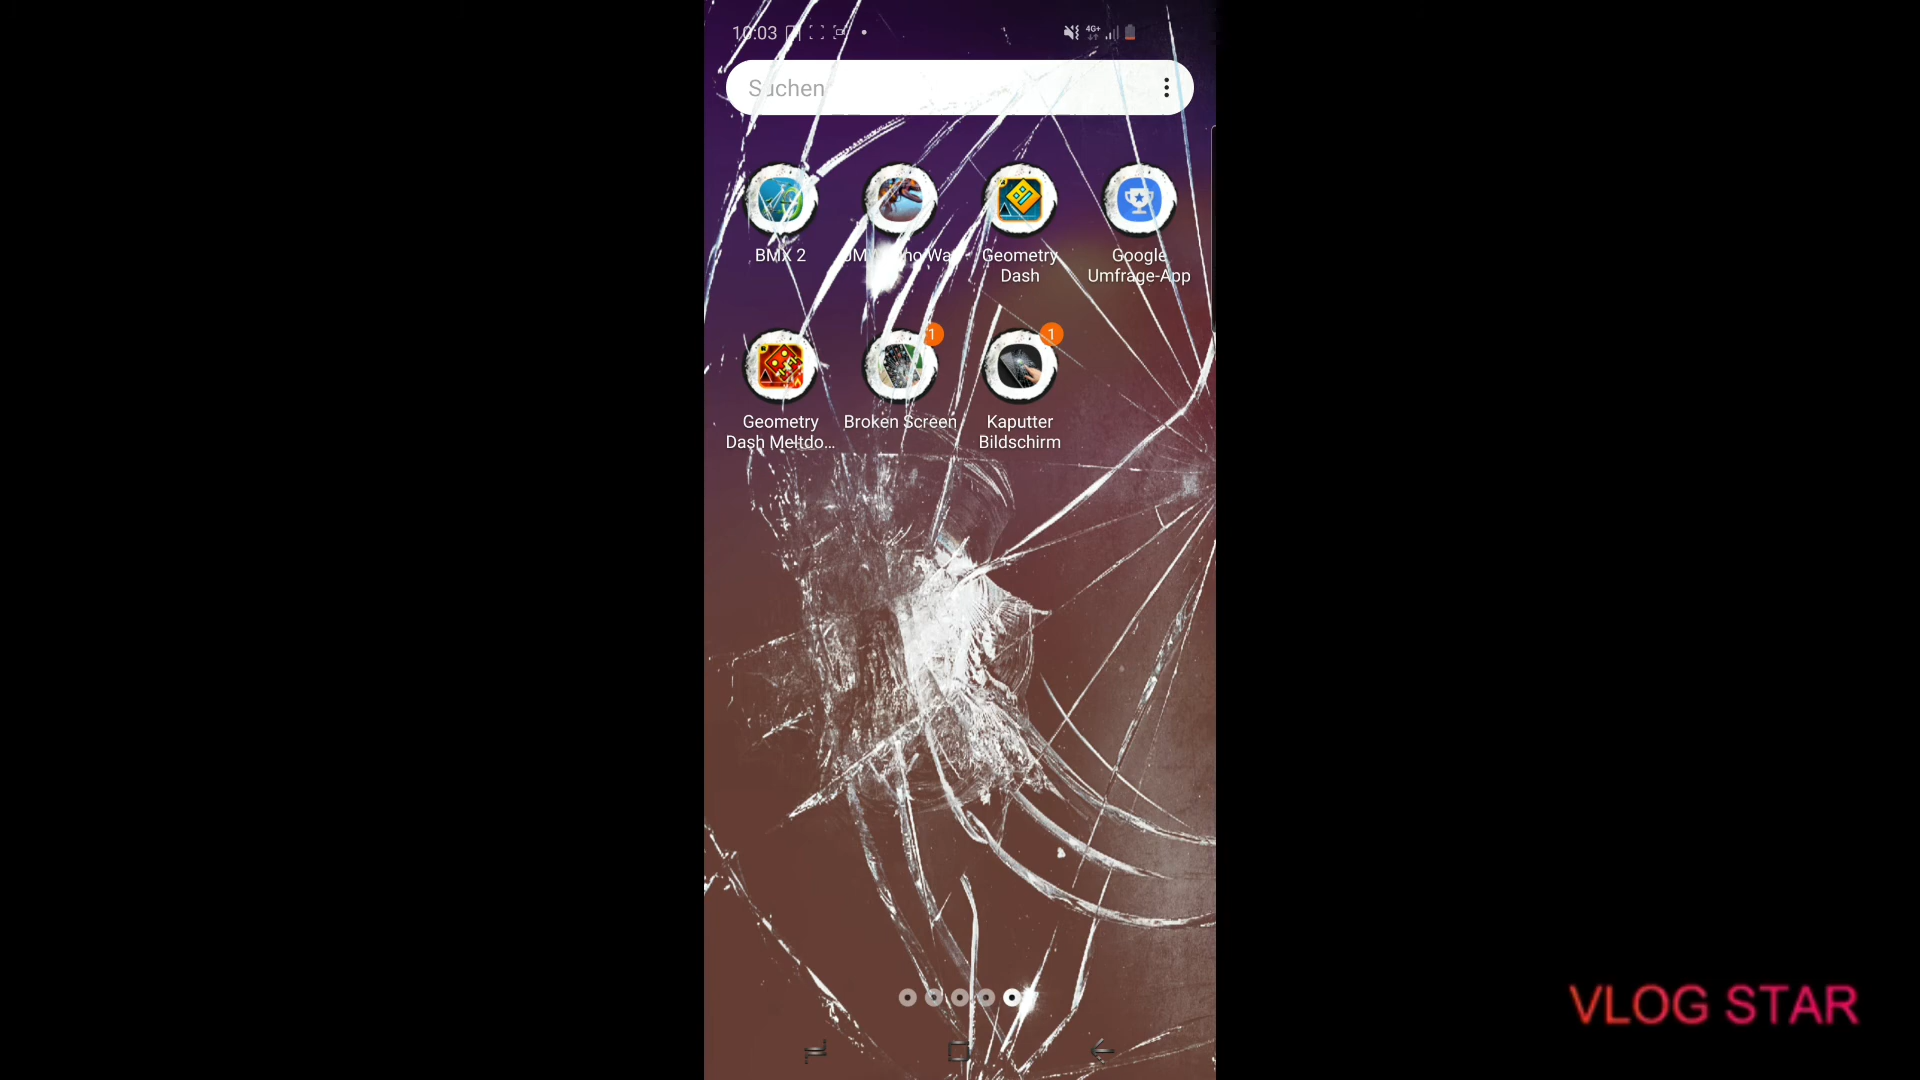 10:03
4G+
Suchen
BMX 2
Geometry
Dash
Google
Umfrage-App
1
1
Geometry
Dash Meltdo...
Broken Screen
Kaputter
Bildschirm
VLOG STAR